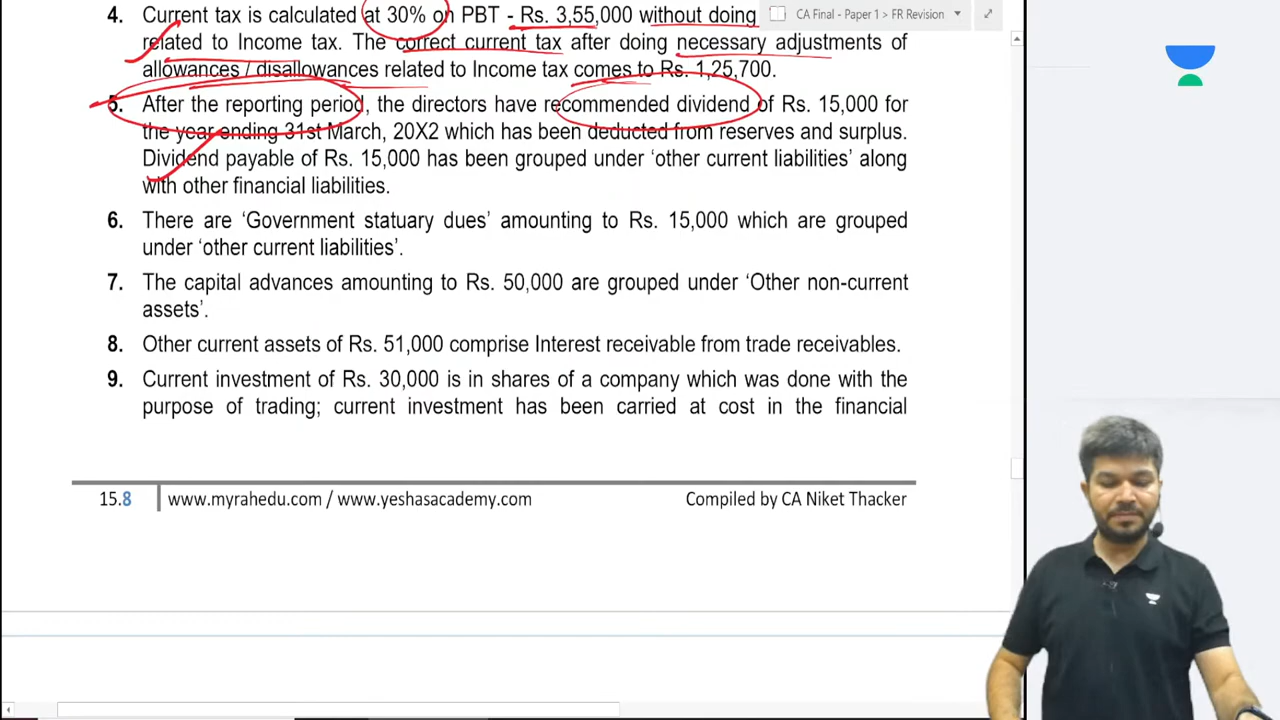 4. Current tax is calculated at 30% on PBT - Rs. 3,55,000 without doing
CA Final - Paper 1 > FR Revision
related to Income tax. The correct current tax after doing necessary adjustments of
allowances / disallowances related to Income tax comes to Rs. 1,25,700.
5. After the reporting period, the directors have recommended dividend of Rs. 15,000 for
the year ending 31st March, 20X2 which has been deducted from reserves and surplus.
Dividend payable of Rs. 15,000 has been grouped under ‘other current liabilities’ along
with other financial liabilities.
6. There are ‘Government statuary dues’ amounting to Rs. 15,000 which are grouped
under ‘other current liabilities’.
7. The capital advances amounting to Rs. 50,000 are grouped under ‘Other non-current
assets’.
8. Other current assets of Rs. 51,000 comprise Interest receivable from trade receivables.
9. Current investment of Rs. 30,000 is in shares of a company which was done with the
purpose of trading; current investment has been carried at cost in the financial
15.8 www.myrahedu.com / www.yeshasacademy.com Compiled by CA Niket Thacker